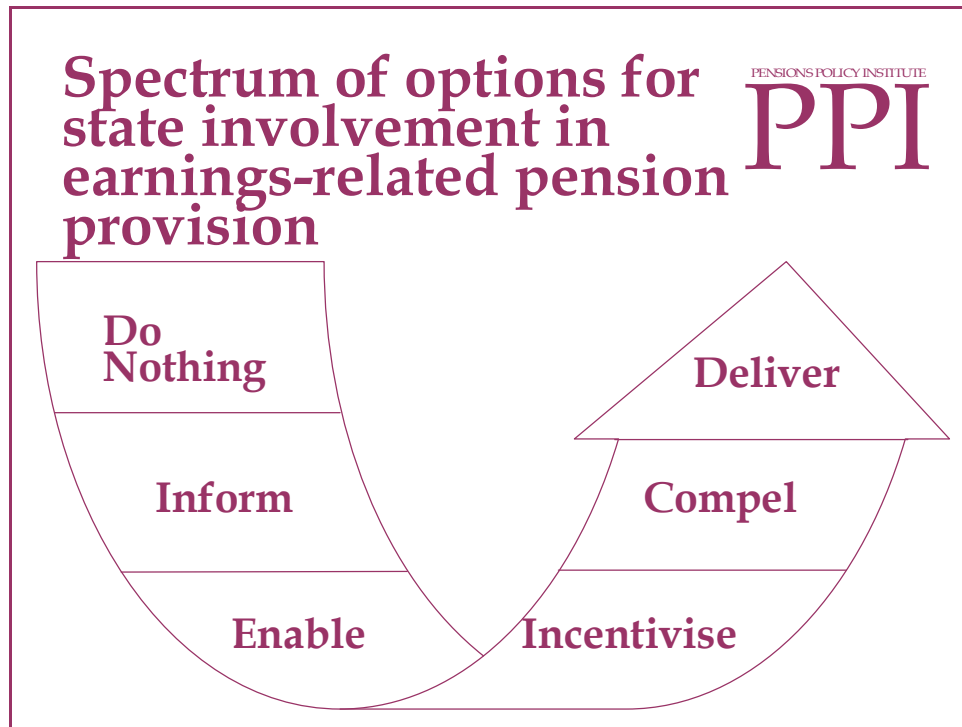 Spectrum of options for
state involvement in
earnings-related pension
provision
PENSIONS POLICY INSTITUTE
PPI
Do
Nothing
Inform
Enable
Incentivise
Compel
Deliver